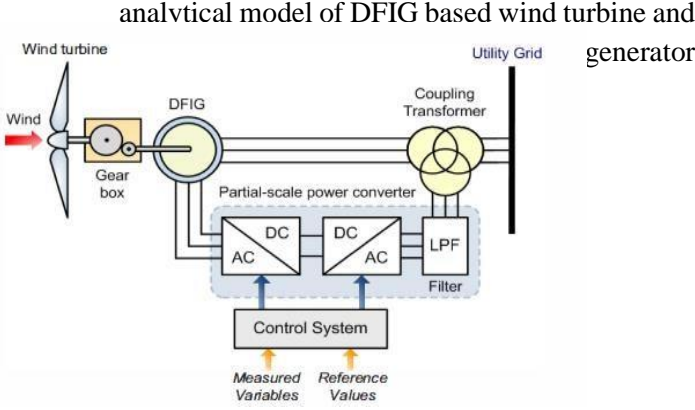 analytical model of DFIG based wind turbine and
generator
Wind turbine
Utility Grid
Coupling
Transformer
DFIG
Wind
Gear
box
Partial-scale power converter
DC
AC
DC
AC
LPF
Filter
Control System
Measured
Variables
Reference
Values